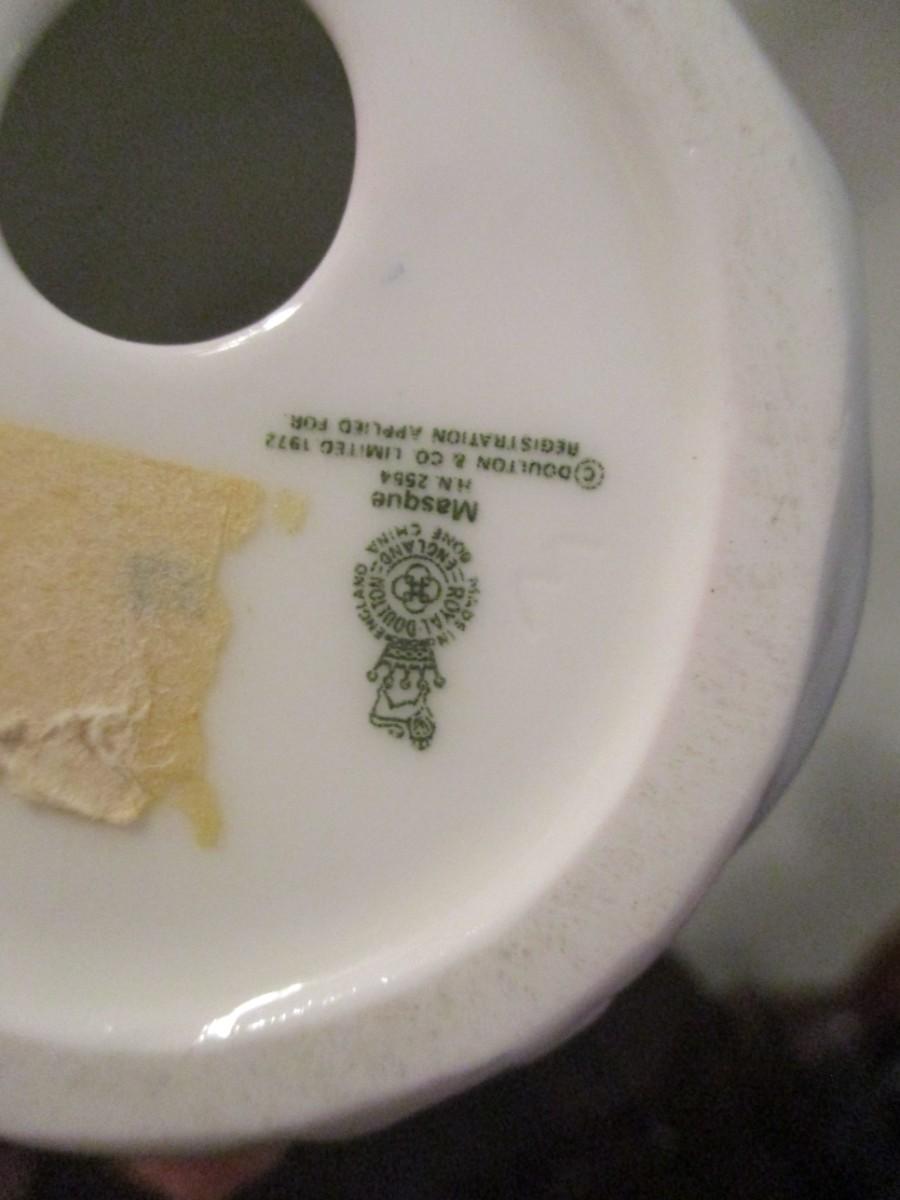 MADE IN ENGLAND
ROYAL DOULTON
ENGLAND
BONE CHINA
Masque
H.N. 2554
© DOULTON & CO. LIMITED 1972
REGISTRATION APPLIED FOR.